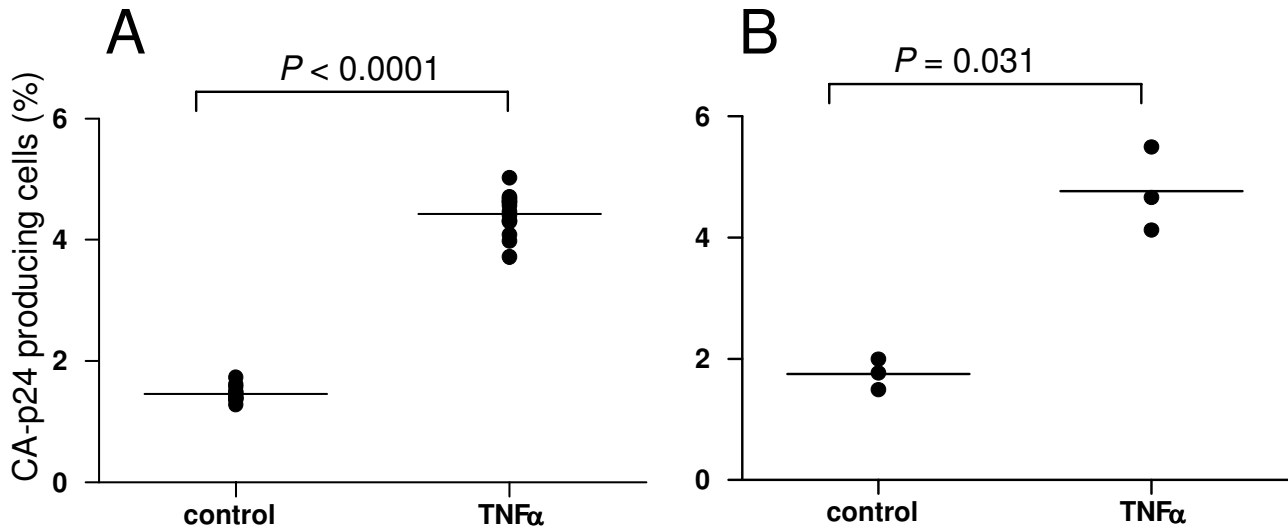 A
B
P < 0.0001
P = 0.031
CA-p24 producing cells (%)
6
4
2
0
control
TNFα
6
4
2
0
control
TNFα